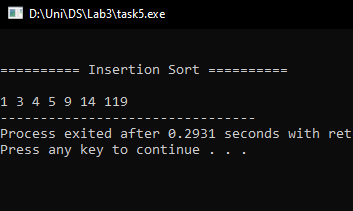 D:\Uni\DS\Lab3\task5.exe
========== Insertion Sort ==========
1 3 4 5 9 14 119
--------------------------------
Process exited after 0.2931 seconds with ret
Press any key to continue . . .